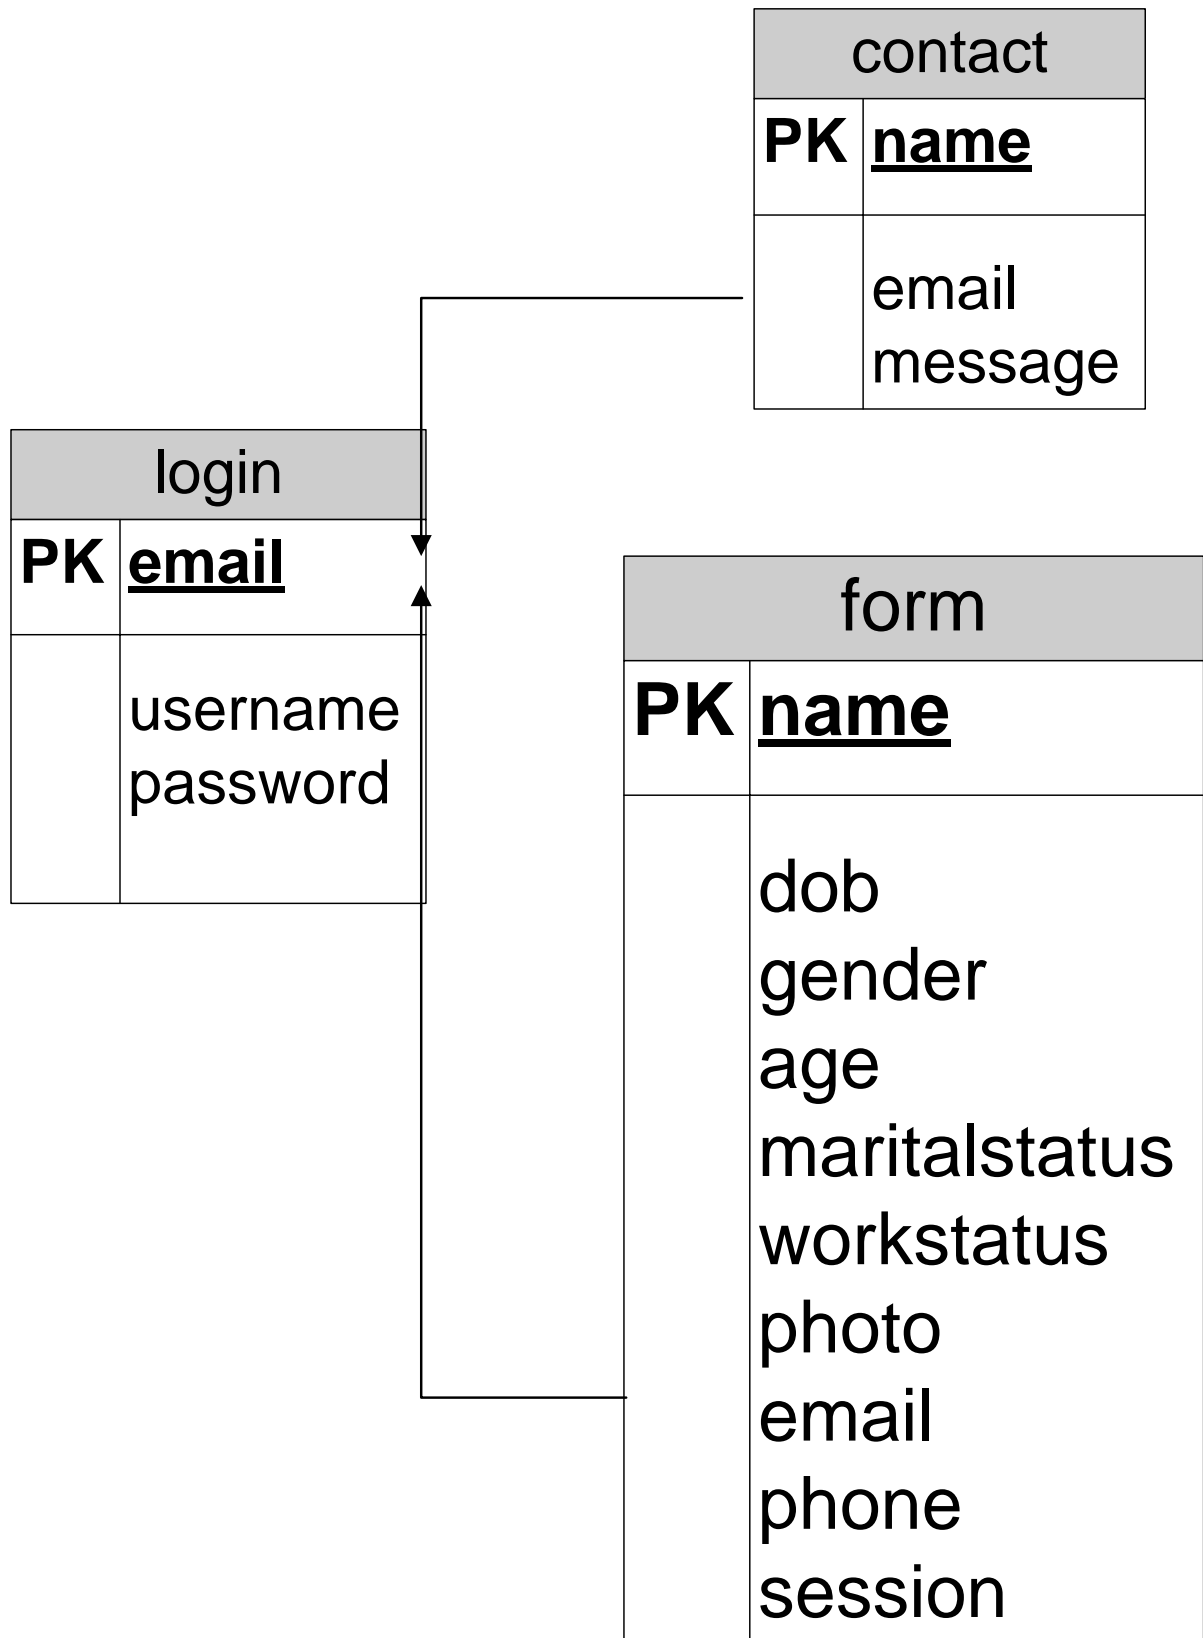 contact
PK name
email
message
login
PK email
username
password
form
PK name
dob
gender
age
maritalstatus
workstatus
photo
email
phone
session